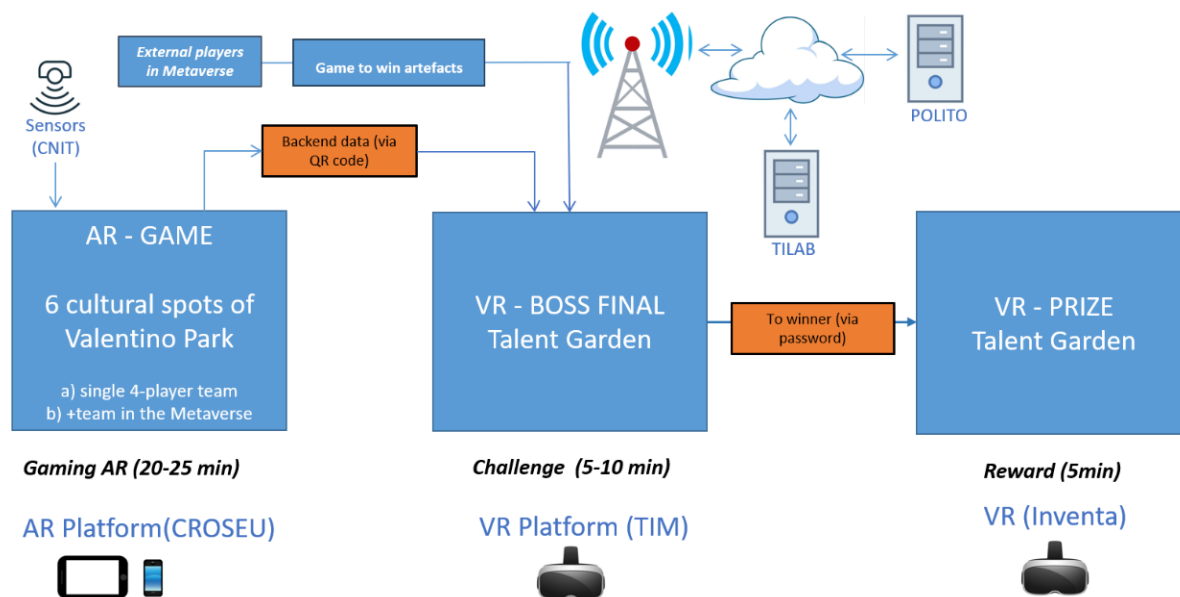 External players
in Metaverse
Game to win artefacts
Sensors
(CNIT)
Backend data (via
QR code)
POLITO
TILAB
AR - GAME
6 cultural spots of
Valentino Park
a) single 4-player team
b) +team in the Metaverse
VR - BOSS FINAL
Talent Garden
To winner (via
password)
VR - PRIZE
Talent Garden
Gaming AR (20-25 min)
Challenge (5-10 min)
Reward (5min)
AR Platform(CROSEU)
VR Platform (TIM)
VR (Inventa)